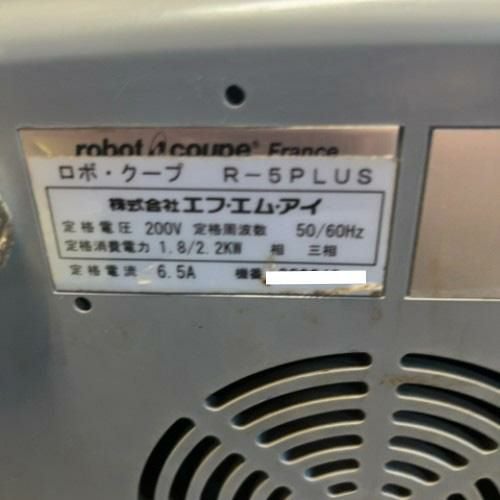 robot coupe® France
ロボ・クープ R-5PLUS
株式会社エフ・エム・アイ
定格電圧 200V 定格周波数 50/60Hz
定格消費電力 1.8/2.2KW 相 三相
定格電流 6.5A 機番